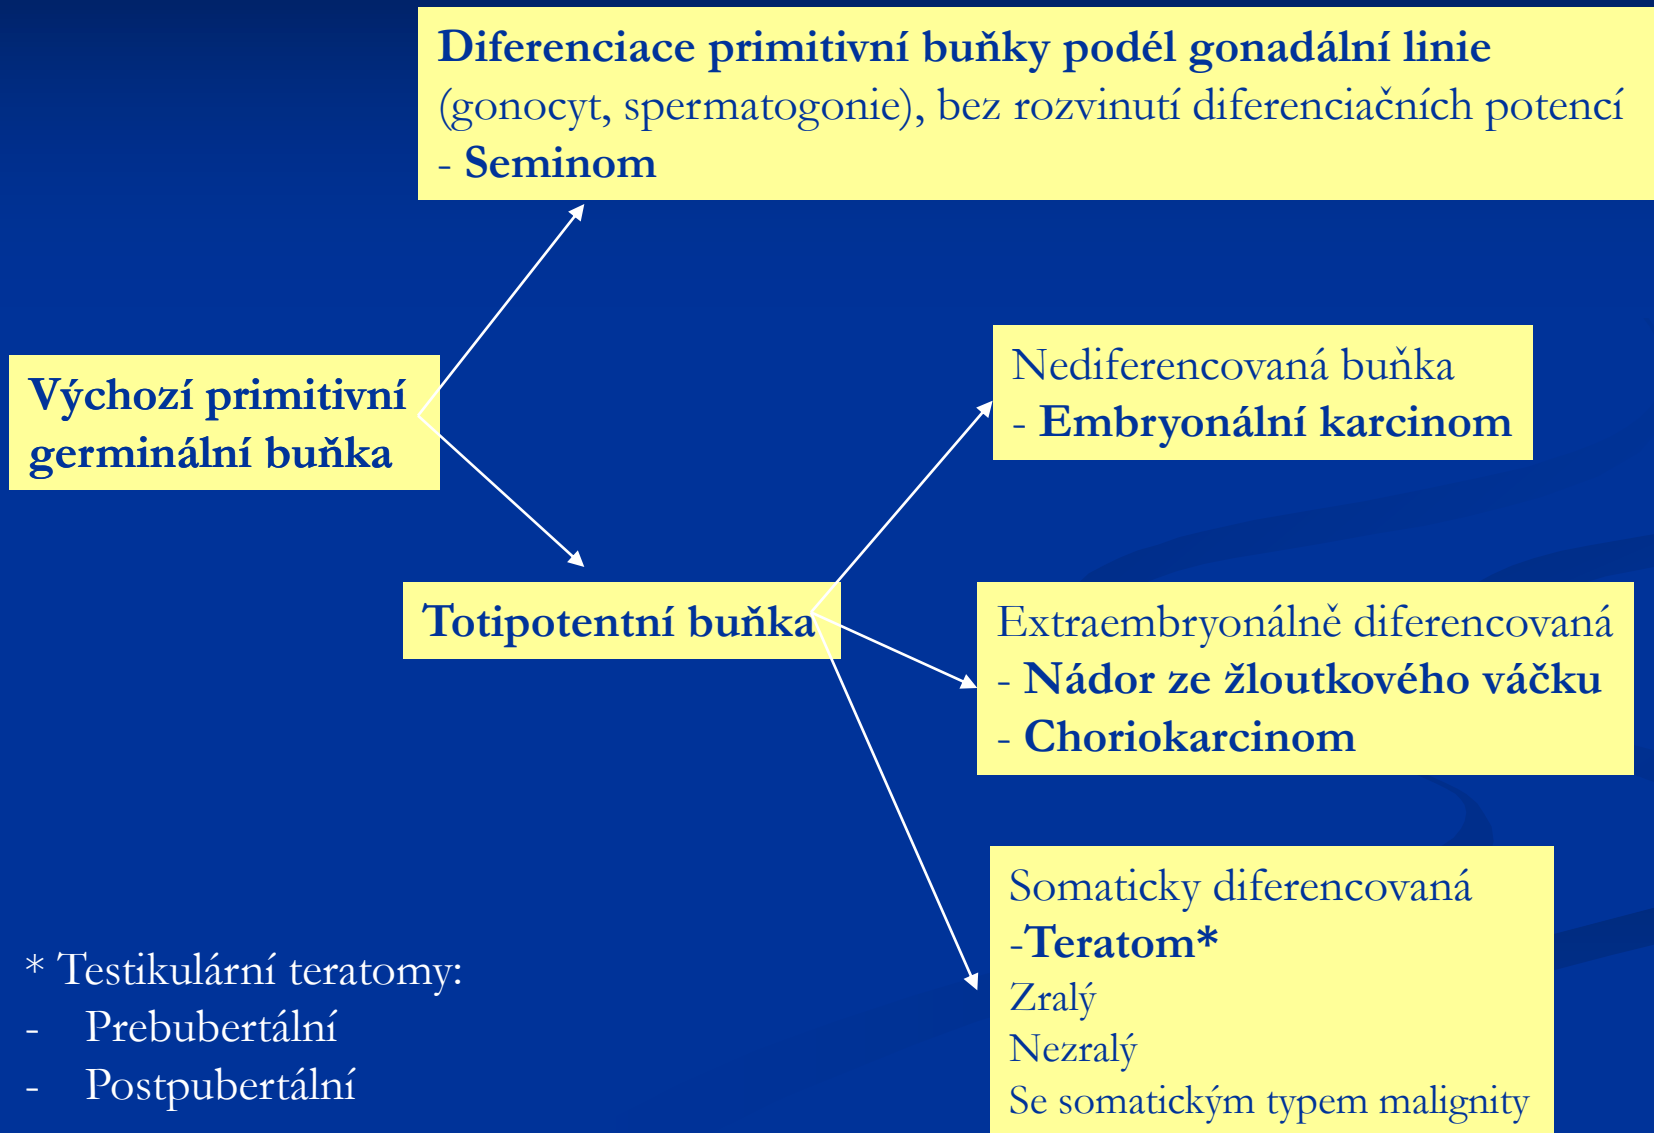 Diferenciace primitivní buňky podél gonadální linie
(gonocyt, spermatogonie), bez rozvinutí diferenciačních potencí
- Seminom
Výchozí primitivní
germinální buňka
Nediferencovaná buňka
- Embryonální karcinom
Totipotentní buňka
Extraembryonálně diferencovaná
- Nádor ze žloutkového váčku
- Choriokarcinom
Somaticky diferencovaná
-Teratom*
Zralý
Nezralý
Se somatickým typem malignity
* Testikulární teratomy:
- Prebubertální
- Postpubertální